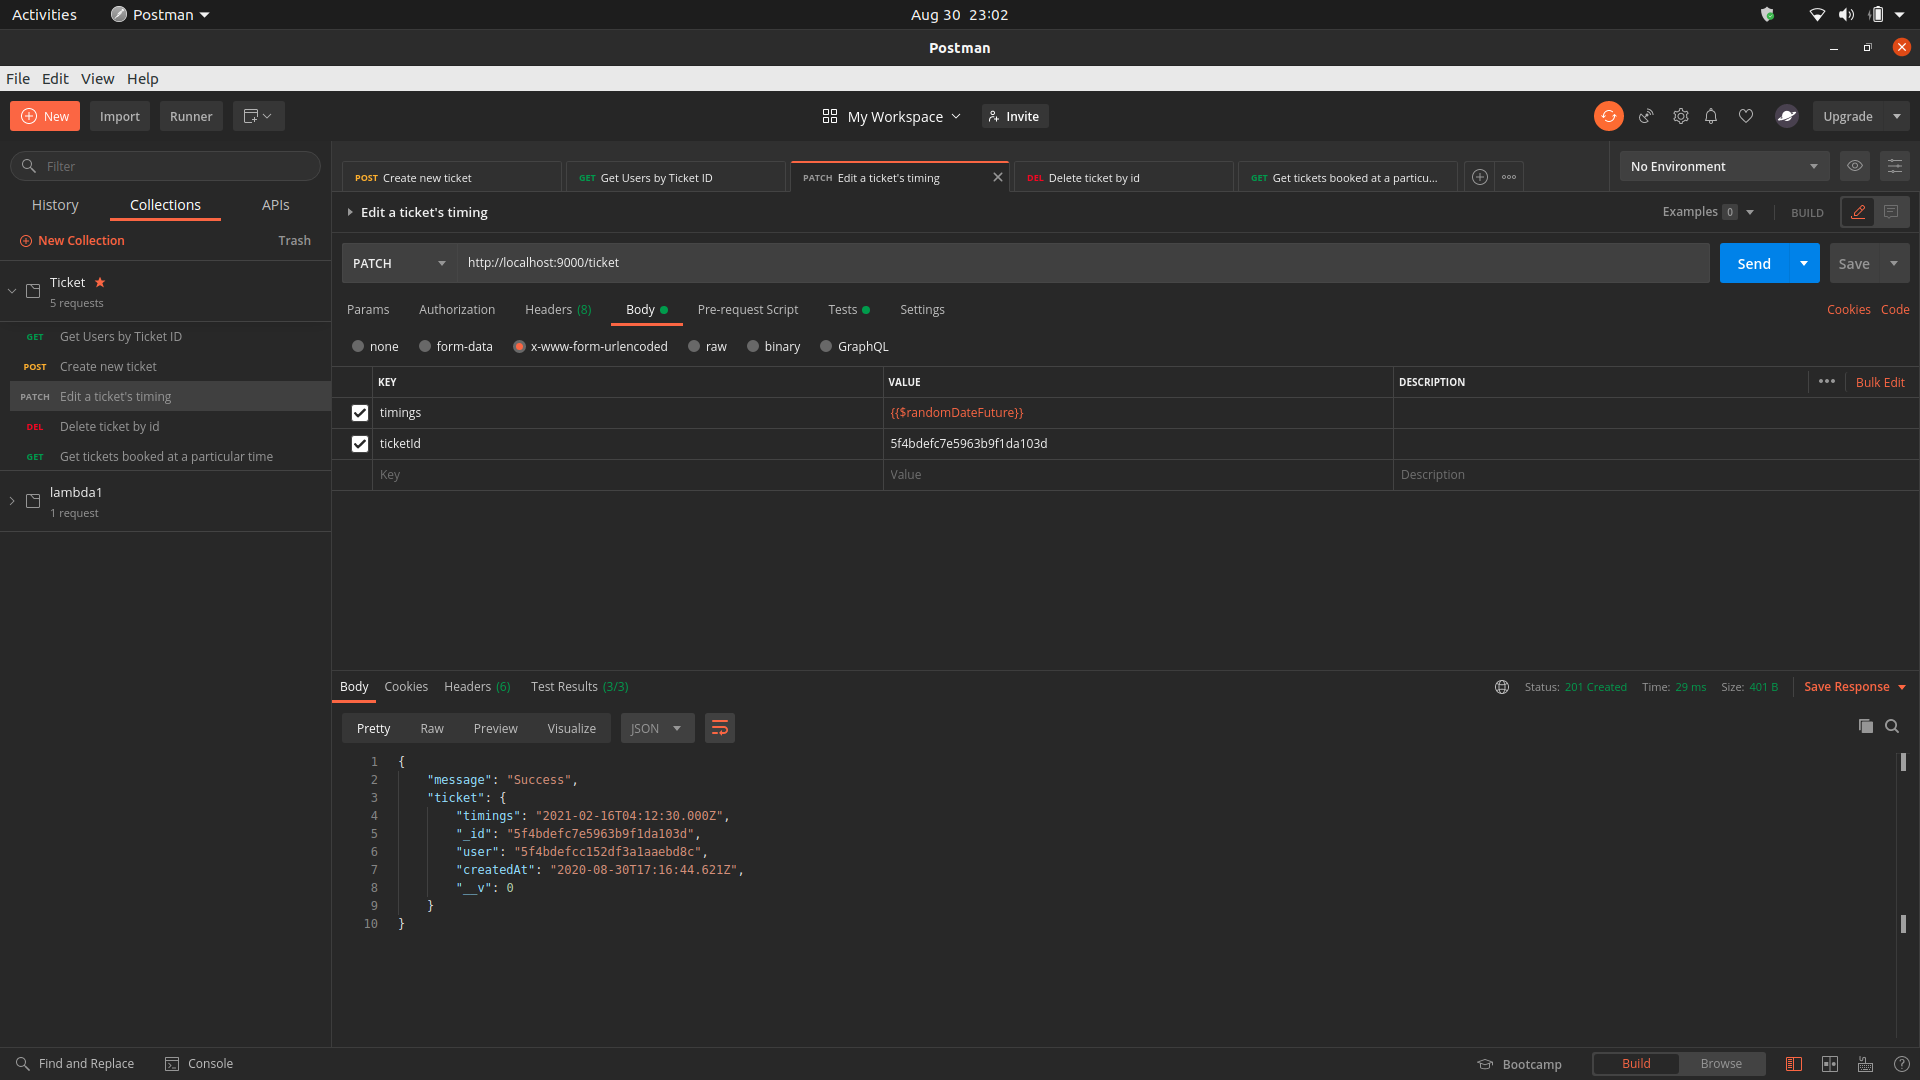 Activities Postman Aug 30 23:02
Postman
File Edit View Help
New Import Runner My Workspace Invite Upgrade
Filter
History Collections APIs
New Collection Trash
Ticket
5 requests
GET Get Users by Ticket ID
POST Create new ticket
PATCH Edit a ticket's timing
DEL Delete ticket by id
GET Get tickets booked at a particular time
lambda1
1 request
POST Create new ticket GET Get Users by Ticket ID PATCH Edit a ticket's timing DEL Delete ticket by id GET Get tickets booked at a particu... No Environment
Edit a ticket's timing Examples 0 BUILD
PATCH http://localhost:9000/ticket Send Save
Params Authorization Headers (8) Body Pre-request Script Tests Settings Cookies Code
none form-data x-www-form-urlencoded raw binary GraphQL
KEY VALUE DESCRIPTION Bulk Edit
timings {{$randomDateFuture}}
ticketId 5f4bdefc7e5963b9f1da103d
Key Value Description
Body Cookies Headers (6) Test Results (3/3) Status: 201 Created Time: 29 ms Size: 401 B Save Response
Pretty Raw Preview Visualize JSON
1 {
2 "message": "Success",
3 "ticket": {
4 "timings": "2021-02-16T04:12:30.000Z",
5 "_id": "5f4bdefc7e5963b9f1da103d",
6 "user": "5f4bdefcc152df3a1aaebd8c",
7 "createdAt": "2020-08-30T17:16:44.621Z",
8 "__v": 0
9 }
10 }
Find and Replace Console Bootcamp Build Browse